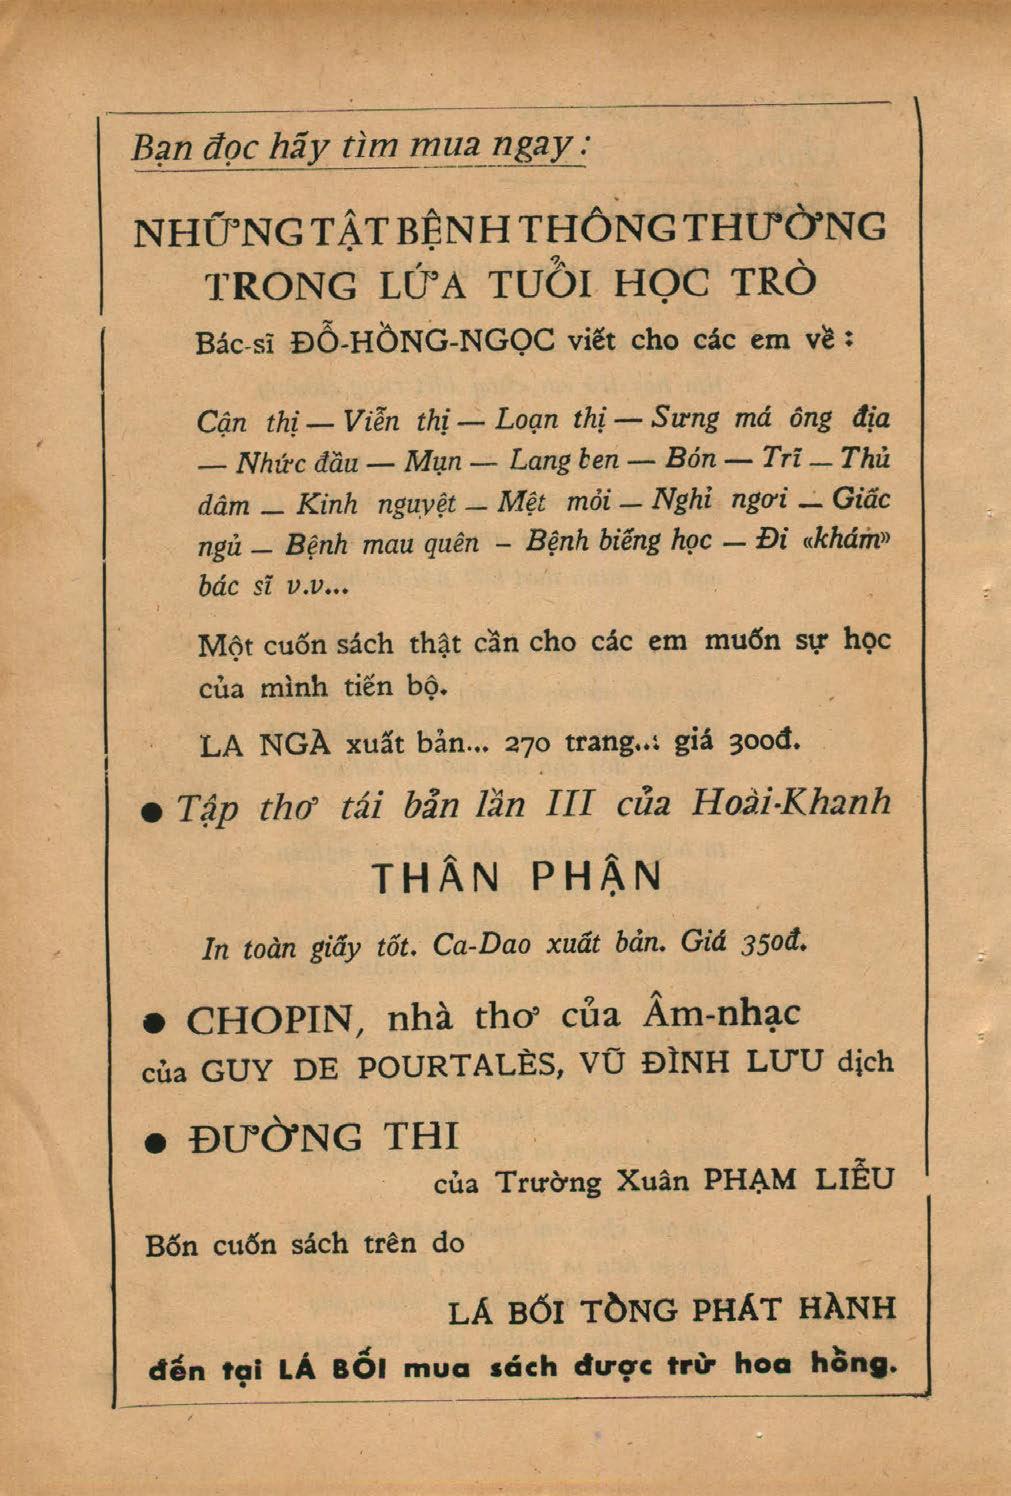 Bạn đọc hãy tìm mua ngay :
NHỮNG TẬT BỆNH THÔNG THƯỜNG
TRONG LỨA TUỔI HỌC TRÒ
Bác-sĩ ĐỖ-HỒNG-NGỌC viết cho các em về :
Cận thị — Viễn thị — Loạn thị — Sưng má ông địa
— Nhức đầu — Mụn — Lang ben — Bón — Trĩ — Thủ
dâm — Kinh nguyệt — Mệt mỏi — Nghỉ ngơi — Giấc
ngủ — Bệnh mau quên – Bệnh biếng học — Đi «khám»
bác sĩ v.v...
Một cuốn sách thật cần cho các em muốn sự học
của mình tiến bộ.
LA NGÀ xuất bản... 270 trang... giá 300đ.
● Tập thơ tái bản lần III của Hoài-Khanh
THÂN PHẬN
In toàn giấy tốt. Ca-Dao xuất bản. Giá 350đ.
● CHOPIN, nhà thơ của Âm-nhạc
của GUY DE POURTALÈS, VŨ ĐÌNH LƯU dịch
● ĐƯỜNG THI
của Trường Xuân PHẠM LIỄU
Bốn cuốn sách trên do
LÁ BỐI TỔNG PHÁT HÀNH
đến tại LÁ BỐI mua sách được trừ hoa hồng.